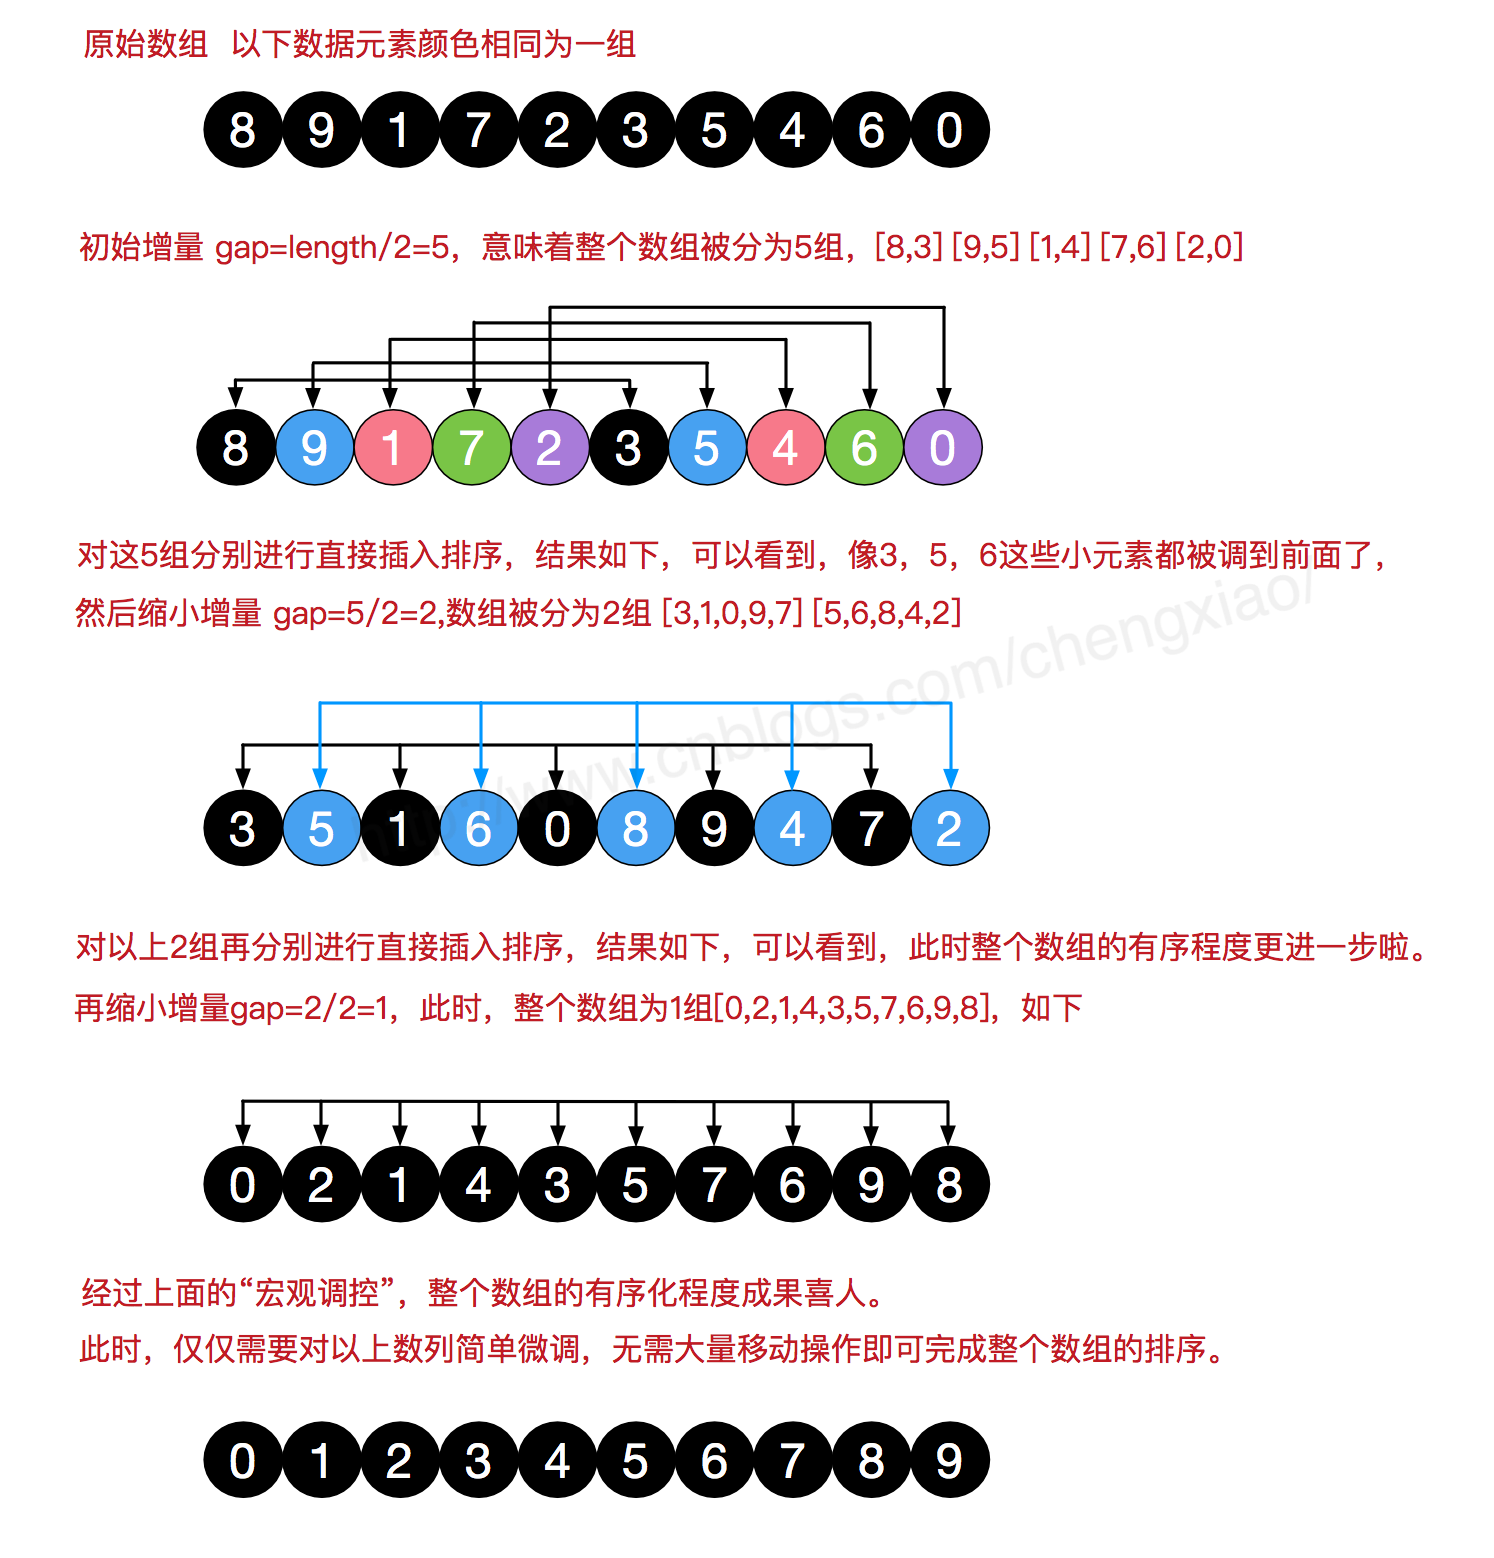 原始数组 以下数据元素颜色相同为一组
8 9 1 7 2 3 5 4 6 0
初始增量 gap=length/2=5，意味着整个数组被分为5组，[8,3][9,5][1,4][7,6][2,0]
8 9 1 7 2 3 5 4 6 0
对这5组分别进行直接插入排序，结果如下，可以看到，像3，5，6这些小元素都被调到前面了，
然后缩小增量 gap=5/2=2,数组被分为2组 [3,1,0,9,7][5,6,8,4,2]
http://www.cnblogs.com/chengxiao/
3 5 1 6 0 8 9 4 7 2
对以上2组再分别进行直接插入排序，结果如下，可以看到，此时整个数组的有序程度更进一步啦。
再缩小增量gap=2/2=1，此时，整个数组为1组[0,2,1,4,3,5,7,6,9,8]，如下
0 2 1 4 3 5 7 6 9 8
经过上面的“宏观调控”，整个数组的有序化程度成果喜人。
此时，仅仅需要对以上数列简单微调，无需大量移动操作即可完成整个数组的排序。
0 1 2 3 4 5 6 7 8 9